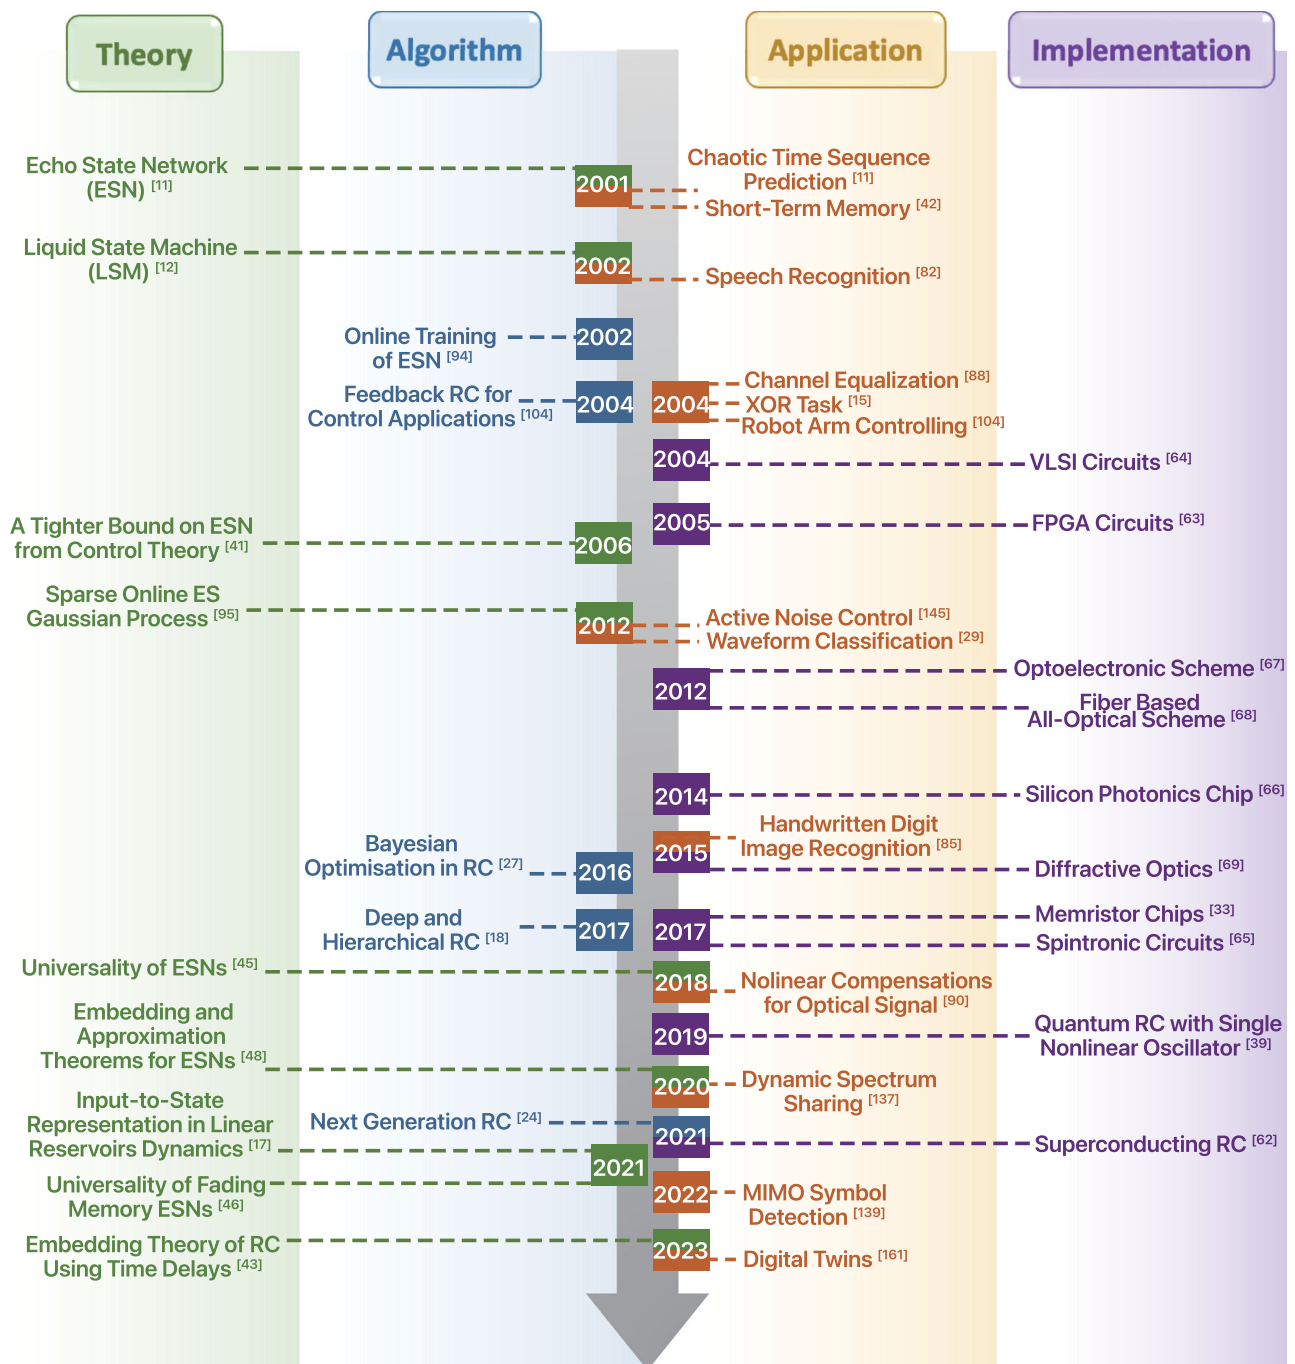 Theory
Algorithm
Application
Implementation
Echo State Network
(ESN) [11]
2001
Chaotic Time Sequence
Prediction [11]
Short-Term Memory [42]
Liquid State Machine
(LSM) [12]
2002
Speech Recognition [82]
Online Training
of ESN [94]
2002
Feedback RC for
Control Applications [104]
2004
2004
Channel Equalization [88]
XOR Task [15]
Robot Arm Controlling [104]
2004
VLSI Circuits [64]
2005
FPGA Circuits [63]
A Tighter Bound on ESN
from Control Theory [41]
2006
Sparse Online ES
Gaussian Process [95]
2012
Active Noise Control [145]
Waveform Classification [29]
2012
Optoelectronic Scheme [67]
Fiber Based
All-Optical Scheme [68]
2014
Silicon Photonics Chip [66]
Handwritten Digit
Image Recognition [85]
2015
Diffractive Optics [69]
Bayesian
Optimisation in RC [27]
2016
Deep and
Hierarchical RC [18]
2017
2017
Memristor Chips [33]
Spintronic Circuits [65]
Universality of ESNs [45]
2018
Nolinear Compensations
for Optical Signal [90]
2019
Quantum RC with Single
Nonlinear Oscillator [39]
Embedding and
Approximation
Theorems for ESNs [48]
2020
Dynamic Spectrum
Sharing [137]
Next Generation RC [24]
2021
Superconducting RC [62]
Input-to-State
Representation in Linear
Reservoirs Dynamics [17]
2021
Universality of Fading
Memory ESNs [46]
2022
MIMO Symbol
Detection [139]
Embedding Theory of RC
Using Time Delays [43]
2023
Digital Twins [161]